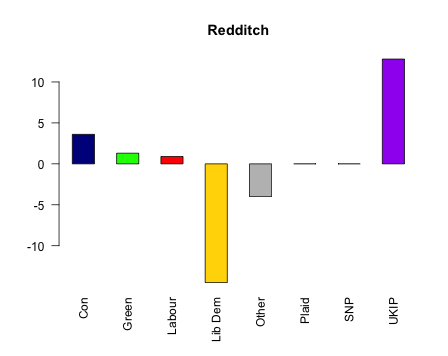 Redditch
10
5
0
-5
-10
Con
Green
Labour
Lib Dem
Other
Plaid
SNP
UKIP